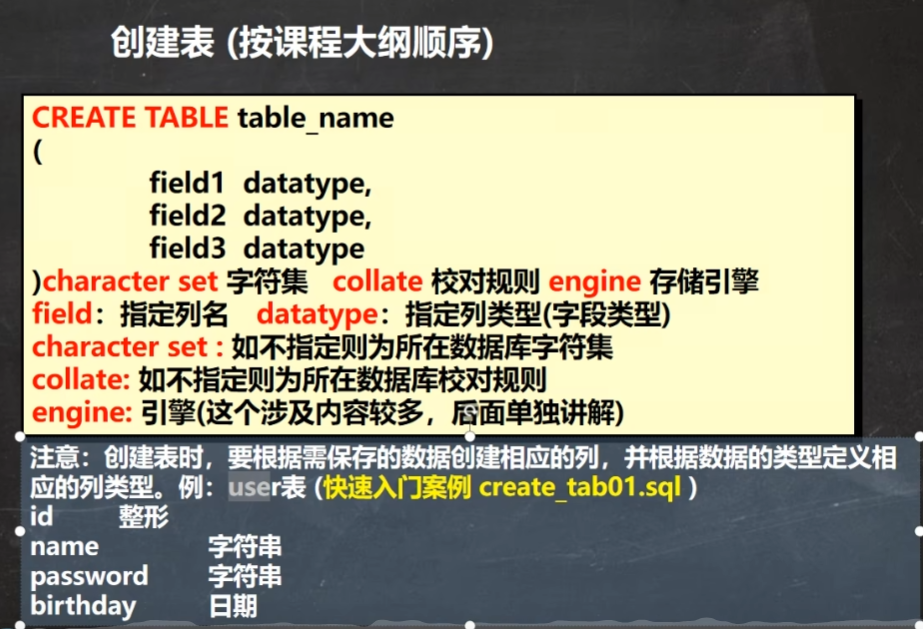 创建表 (按课程大纲顺序)
CREATE TABLE table_name
(
field1 datatype,
field2 datatype,
field3 datatype
)character set 字符集 collate 校对规则 engine 存储引擎
field：指定列名 datatype：指定列类型(字段类型)
character set : 如不指定则为所在数据库字符集
collate: 如不指定则为所在数据库校对规则
engine: 引擎(这个涉及内容较多，后面单独讲解)
注意：创建表时，要根据需保存的数据创建相应的列，并根据数据的类型定义相
应的列类型。例：user表 (快速入门案例 create_tab01.sql )
id 整形
name 字符串
password 字符串
birthday 日期